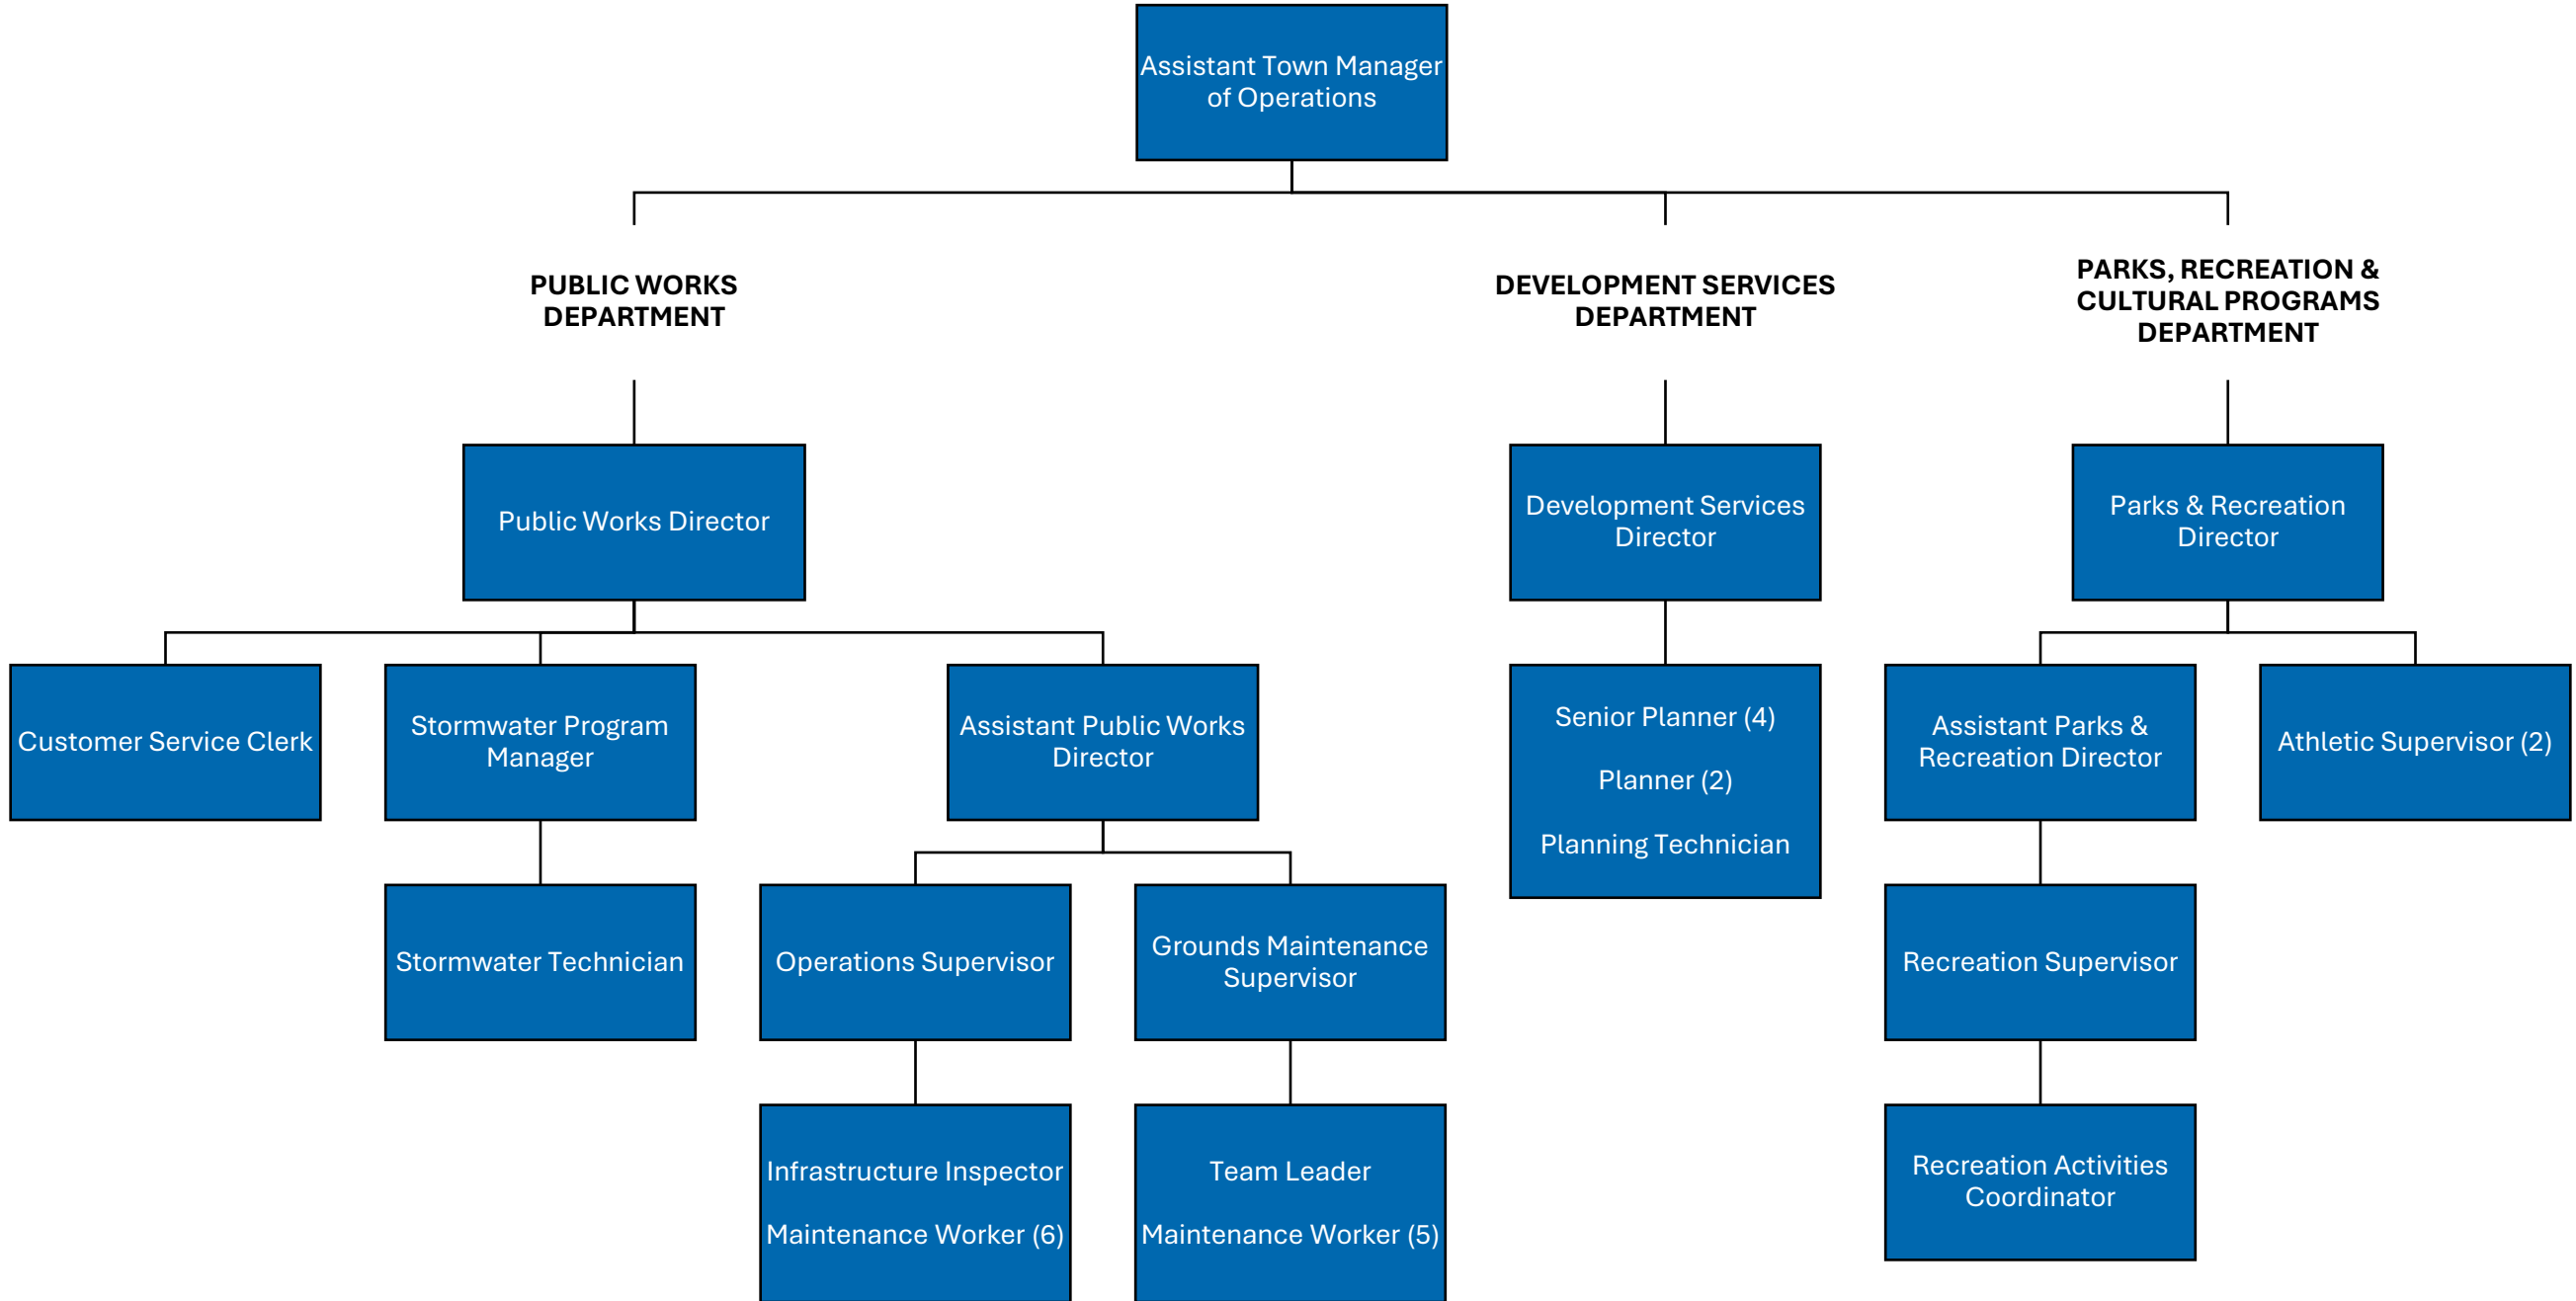 Assistant Town Manager
of Operations
PUBLIC WORKS
DEPARTMENT
DEVELOPMENT SERVICES
DEPARTMENT
PARKS, RECREATION &
CULTURAL PROGRAMS
DEPARTMENT
Public Works Director
Development Services
Director
Parks & Recreation
Director
Customer Service Clerk
Stormwater Program
Manager
Assistant Public Works
Director
Senior Planner (4)
Planner (2)
Planning Technician
Assistant Parks &
Recreation Director
Athletic Supervisor (2)
Stormwater Technician
Operations Supervisor
Grounds Maintenance
Supervisor
Recreation Supervisor
Infrastructure Inspector
Maintenance Worker (6)
Team Leader
Maintenance Worker (5)
Recreation Activities
Coordinator